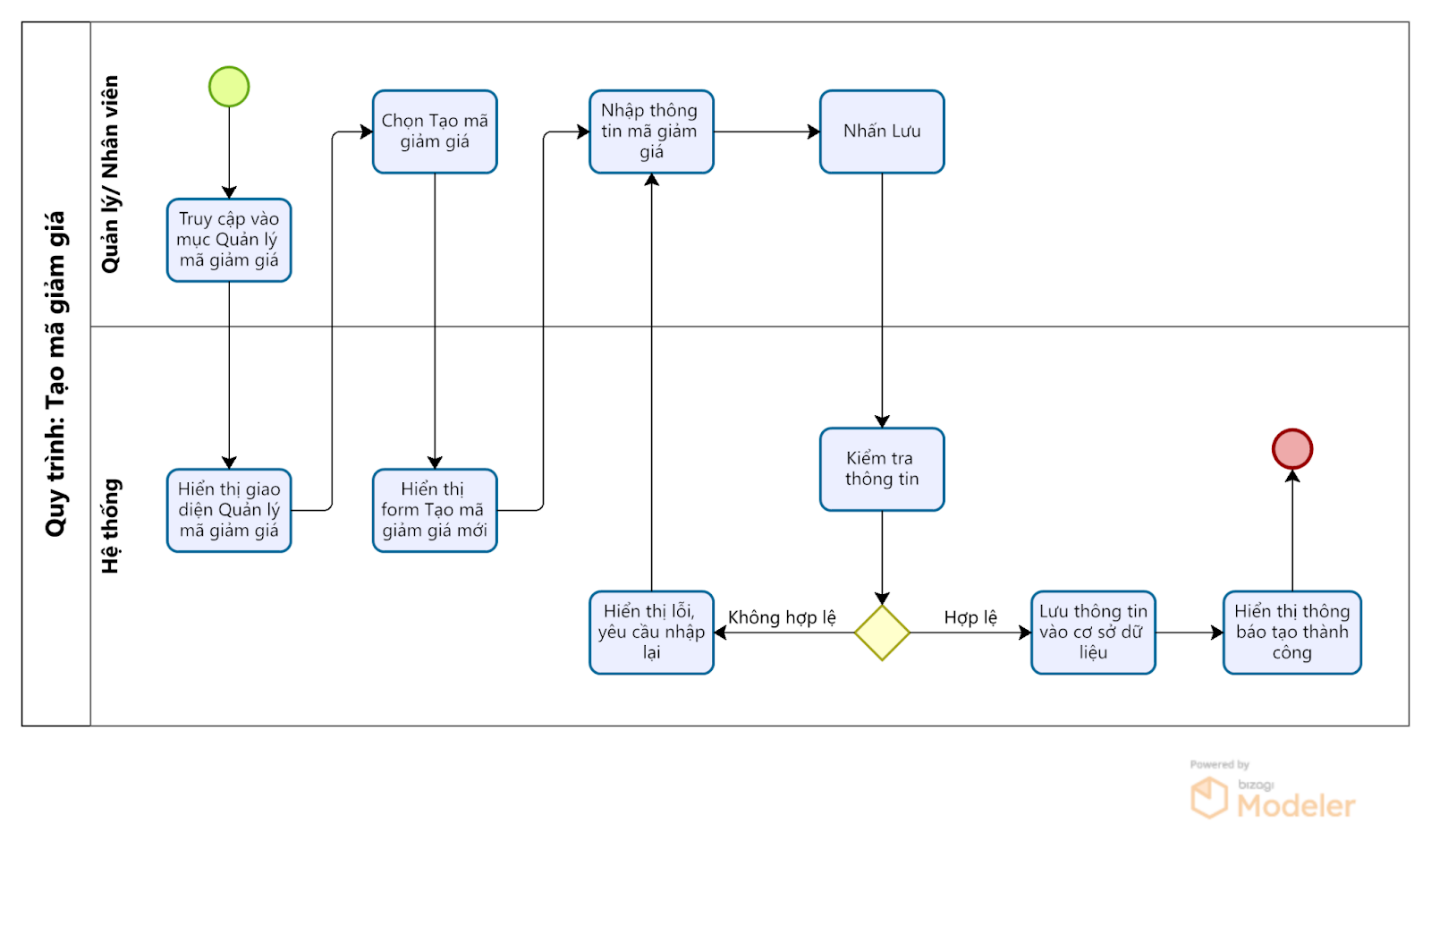 Quy trình: Tạo mã giảm giá
Quản lý/ Nhân viên
Truy cập vào
mục Quản lý
mã giảm giá
Chọn Tạo mã
giảm giá
Nhập thông
tin mã giảm
giá
Nhấn Lưu
Hệ thống
Hiển thị giao
diện Quản lý
mã giảm giá
Hiển thị
form Tạo mã
giảm giá mới
Kiểm tra
thông tin
Hiển thị lỗi,
yêu cầu nhập
lại
Không hợp lệ
Hợp lệ
Lưu thông tin
vào cơ sở dữ
liệu
Hiển thị thông
báo tạo thành
công
Powered by
bizagi
Modeler